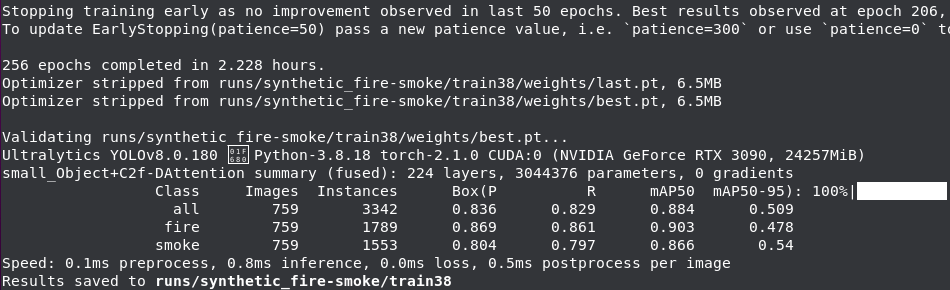 Stopping training early as no improvement observed in last 50 epochs. Best results observed at epoch 206,
To update EarlyStopping(patience=50) pass a new patience value, i.e. `patience=300` or use `patience=0` to
256 epochs completed in 2.228 hours.
Optimizer stripped from runs/synthetic_fire-smoke/train38/weights/last.pt, 6.5MB
Optimizer stripped from runs/synthetic_fire-smoke/train38/weights/best.pt, 6.5MB
Validating runs/synthetic_fire-smoke/train38/weights/best.pt...
Ultralytics YOLOv8.0.180 01F680 Python-3.8.18 torch-2.1.0 CUDA:0 (NVIDIA GeForce RTX 3090, 24257MiB)
small_Object+C2f-DAttention summary (fused): 224 layers, 3044376 parameters, 0 gradients
Class Images Instances Box(P R mAP50 mAP50-95): 100%|
all 759 3342 0.836 0.829 0.884 0.509
fire 759 1789 0.869 0.861 0.903 0.478
smoke 759 1553 0.804 0.797 0.866 0.54
Speed: 0.1ms preprocess, 0.8ms inference, 0.0ms loss, 0.5ms postprocess per image
Results saved to runs/synthetic_fire-smoke/train38